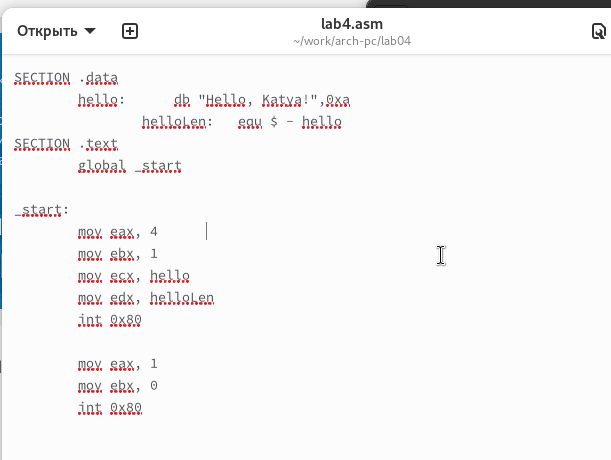 Открыть
lab4.asm
~/work/arch-pc/lab04
SECTION .data
hello: db "Hello, Katya!",0xa
helloLen: equ $ - hello
SECTION .text
global _start
_start:
mov eax, 4
mov ebx, 1
mov ecx, hello
mov edx, helloLen
int 0x80
mov eax, 1
mov ebx, 0
int 0x80